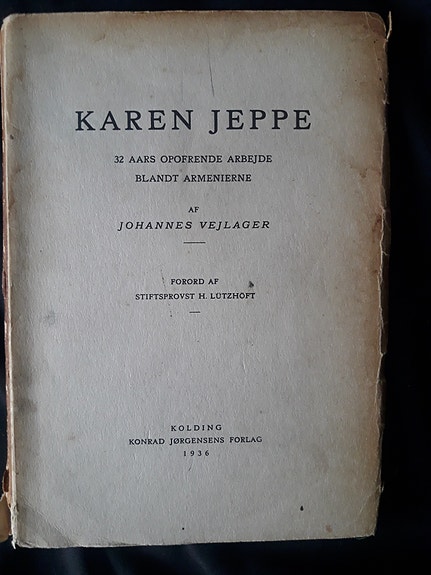 KAREN JEPPE
32 AARS OPOFRENDE ARBEJDE
BLANDT ARMENIERNE
AF
JOHANNES VEJLAGER
FORORD AF
STIFTSPROVST H. LÜTZHÖFT
KOLDING
KONRAD JØRGENSENS FORLAG
1936